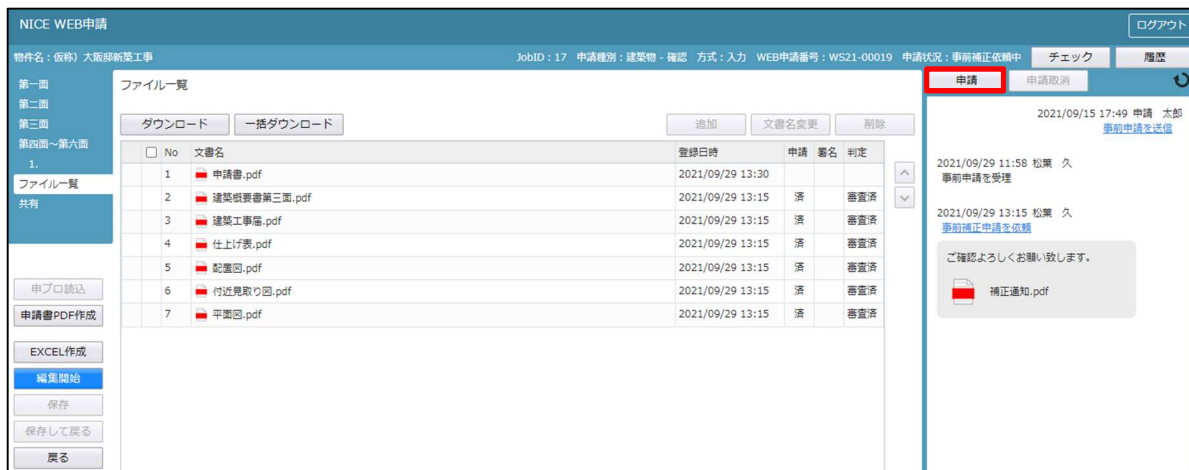 NICE WEB申請
ログアウト
物件名：仮称）大阪邸新築工事
JobID：17 申請種別：建築物 - 確認 方式：入力 WEB申請番号：WS21-00019 申請状況：事前補正依頼中
チェック
履歴
第一面
第二面
第三面
第四面～第六面
1.
ファイル一覧
共有
申プロ読込
申請書PDF作成
EXCEL作成
編集開始
保存
保存して戻る
戻る
ファイル一覧
ダウンロード 一括ダウンロード 追加 文書名変更 削除
No 文書名 登録日時 申請 署名 判定
1 申請書.pdf 2021/09/29 13:30
2 建築概要書第三面.pdf 2021/09/29 13:15 済 審査済
3 建築工事届.pdf 2021/09/29 13:15 済 審査済
4 仕上げ表.pdf 2021/09/29 13:15 済 審査済
5 配置図.pdf 2021/09/29 13:15 済 審査済
6 付近見取り図.pdf 2021/09/29 13:15 済 審査済
7 平面図.pdf 2021/09/29 13:15 済 審査済
申請 申請取消
2021/09/15 17:49 申請 太郎
事前申請を送信
2021/09/29 11:58 松葉 久
事前申請を受理
2021/09/29 13:15 松葉 久
事前補正申請を依頼
ご確認よろしくお願い致します。
補正通知.pdf